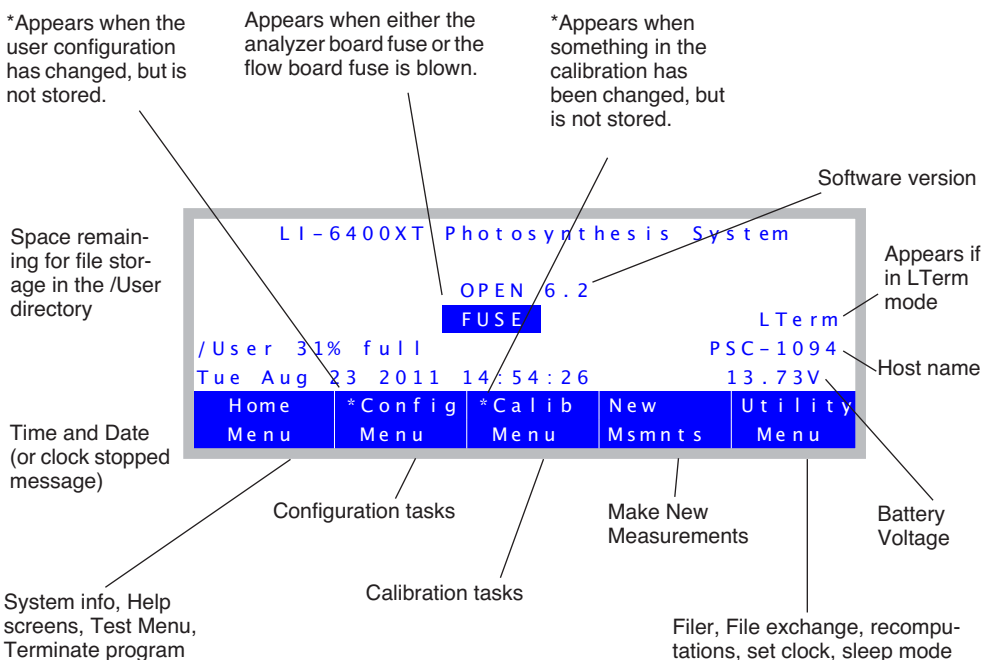 *Appears when the
user configuration
has changed, but is
not stored.
Appears when either the
analyzer board fuse or the
flow board fuse is blown.
*Appears when
something in the
calibration has
been changed, but
is not stored.
Software version
Space remain-
ing for file stor-
age in the /User
directory
LI-6400XT Photosynthesis System
OPEN 6.2
FUSE
LTerm
/User 31% full
PSC-1094
Tue Aug 23 2011 14:54:26
13.73V
Home
Menu
*Config
Menu
*Calib
Menu
New
Msmnts
Utility
Menu
Appears if
in LTerm
mode
Host name
Time and Date
(or clock stopped
message)
Configuration tasks
Make New
Measurements
Battery
Voltage
Calibration tasks
System info, Help
screens, Test Menu,
Terminate program
Filer, File exchange, recompu-
tations, set clock, sleep mode